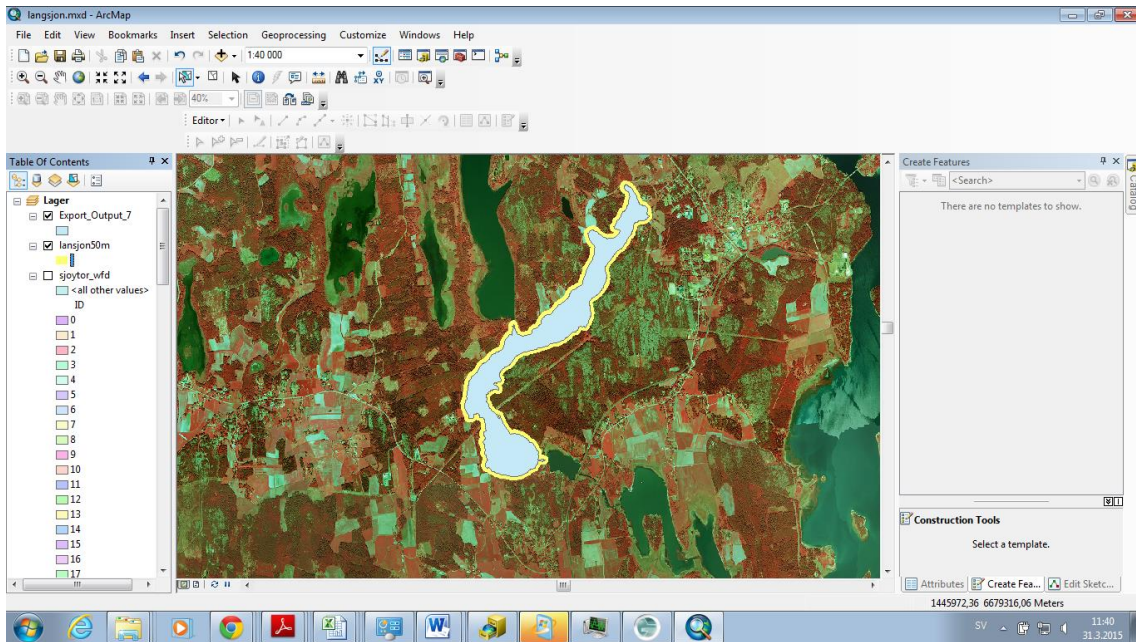 langsjon.mxd - ArcMap
File Edit View Bookmarks Insert Selection Geoprocessing Customize Windows Help
1:40 000
40%
Editor
Table Of Contents
Create Features
Catalog
Lager
Export_Output_7
lansjon50m
sjoytor_wfd
<all other values>
ID
0
1
2
3
4
5
6
7
8
9
10
11
12
13
14
15
16
17
<Search>
There are no templates to show.
Construction Tools
Select a template.
Attributes Create Fea... Edit Sketc...
1445972,36 6679316,06 Meters
SV 11:40
31.3.2015